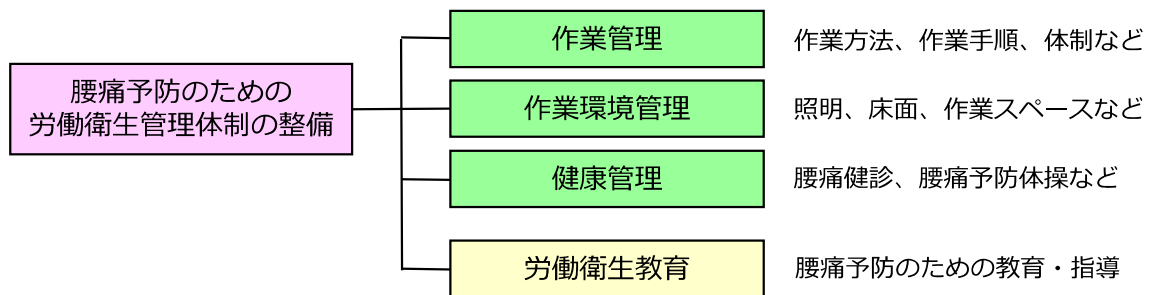 腰痛予防のための
労働衛生管理体制の整備
作業管理
作業方法、作業手順、体制など
作業環境管理
照明、床面、作業スペースなど
健康管理
腰痛健診、腰痛予防体操など
労働衛生教育
腰痛予防のための教育・指導